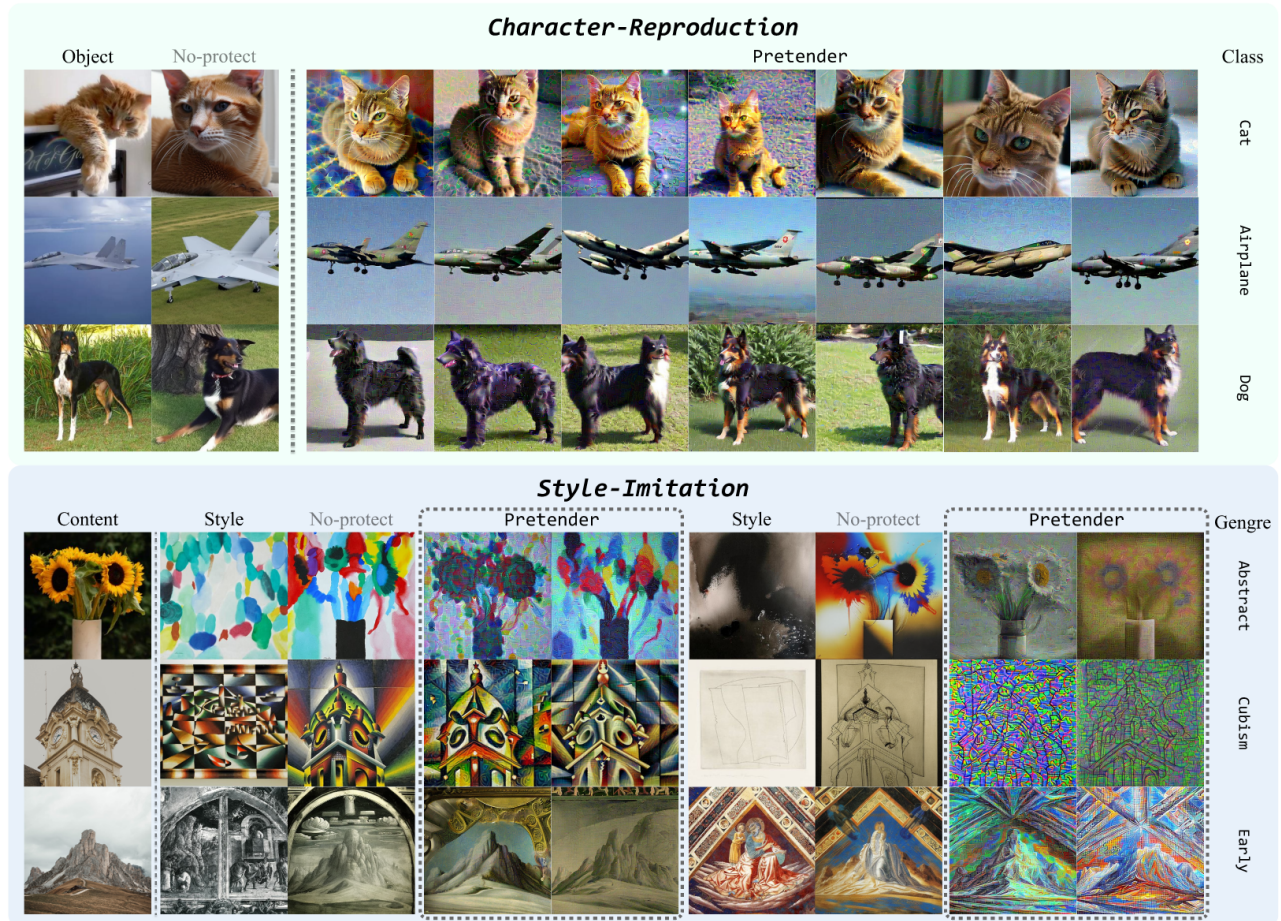 Character-Reproduction
Object No-protect Pretender Class
Cat
Airplane
Dog
Style-Imitation
Content Style No-protect Pretender Style No-protect Pretender Gengre
Abstract
Cubism
Early